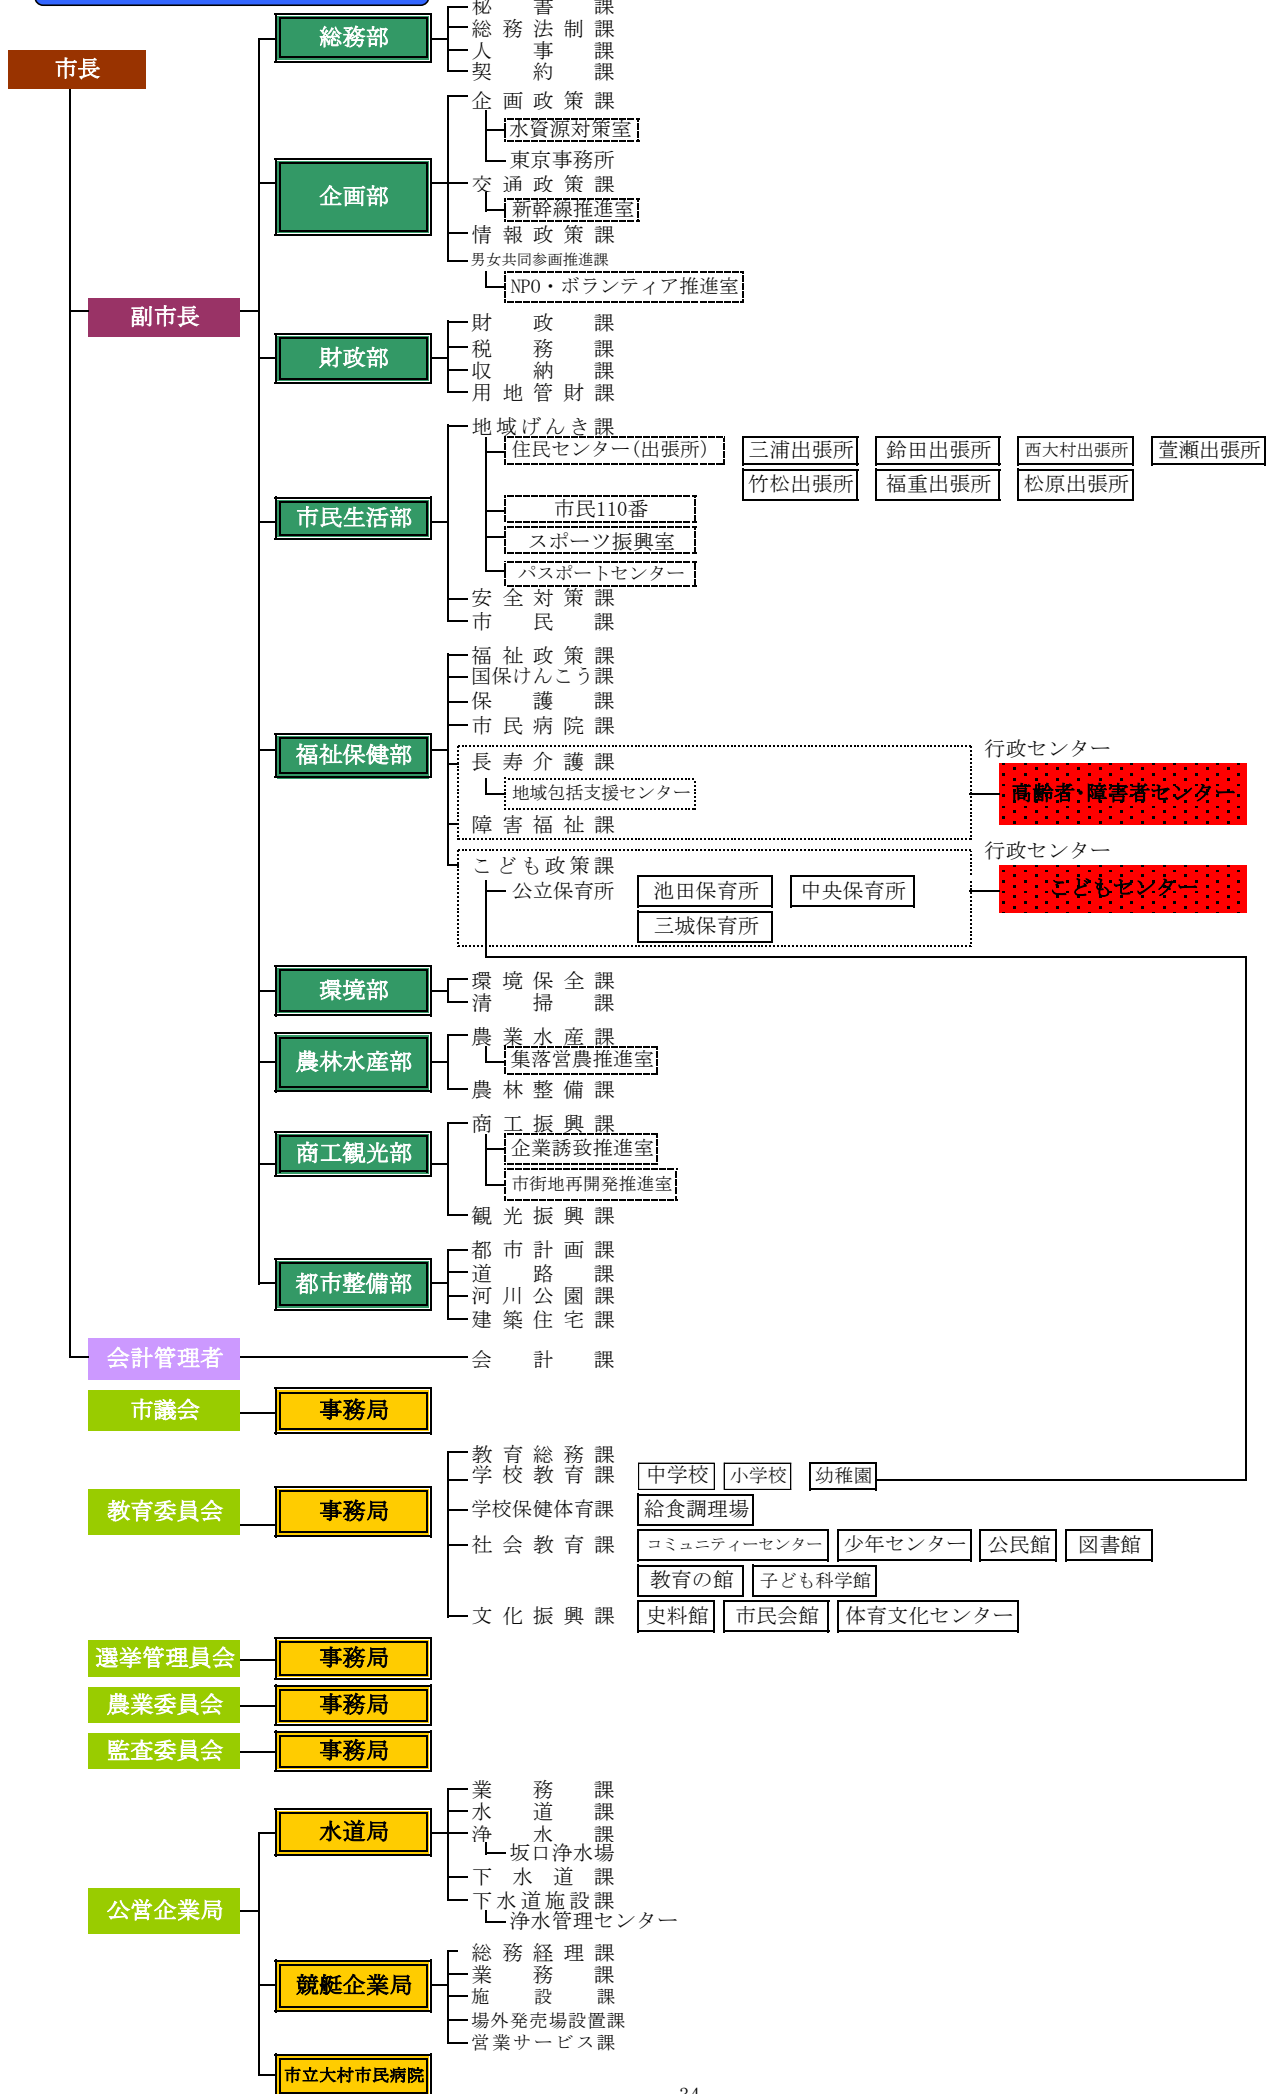 秘書課
総務部
総務法制課
人事課
市長
契約課
企画政策課
水資源対策室
東京事務所
企画部
交通政策課
新幹線推進室
情報政策課
男女共同参画推進課
NPO・ボランティア推進室
副市長
財政部
財政課
税務課
収納課
用地管財課
市民生活部
地域げんき課
住民センター(出張所) 三浦出張所 鈴田出張所 西大村出張所 萱瀬出張所
竹松出張所 福重出張所 松原出張所
市民110番
スポーツ振興室
パスポートセンター
安全対策課
市民課
福祉保健部
福祉政策課
国保けんこう課
保護課
市民病院課
長寿介護課
地域包括支援センター
障害福祉課
行政センター
高齢者・障害者センター
こども政策課
公立保育所 池田保育所 中央保育所
三城保育所
行政センター
こどもセンター
環境部
環境保全課
清掃課
農林水産部
農業水産課
集落営農推進室
農林整備課
商工観光部
商工振興課
企業誘致推進室
市街地再開発推進室
観光振興課
都市整備部
都市計画課
道路課
河川公園課
建築住宅課
会計管理者 会計課
市議会 事務局
教育委員会 事務局
教育総務課
学校教育課 中学校 小学校 幼稚園
学校保健体育課 給食調理場
社会教育課 コミュニティーセンター 少年センター 公民館 図書館
教育の館 子ども科学館
文化振興課 史料館 市民会館 体育文化センター
選挙管理員会 事務局
農業委員会 事務局
監査委員会 事務局
公営企業局
水道局
業務課
水道課
浄水課
坂口浄水場
下水道課
下水道施設課
浄水管理センター
競艇企業局
総務経理課
業務課
施設課
場外発売場設置課
営業サービス課
市立大村市民病院
34